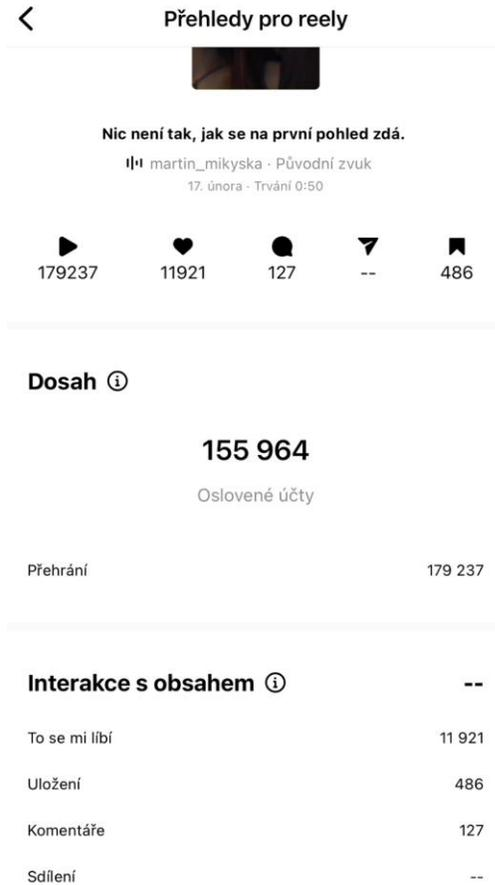 Přehledy pro reely
Nic není tak, jak se na první pohled zdá.
martin_mikyska · Původní zvuk
17. února · Trvání 0:50
179237 11921 127 -- 486
Dosah
155 964
Oslovené účty
Přehrání 179 237
Interakce s obsahem --
To se mi líbí 11 921
Uložení 486
Komentáře 127
Sdílení --